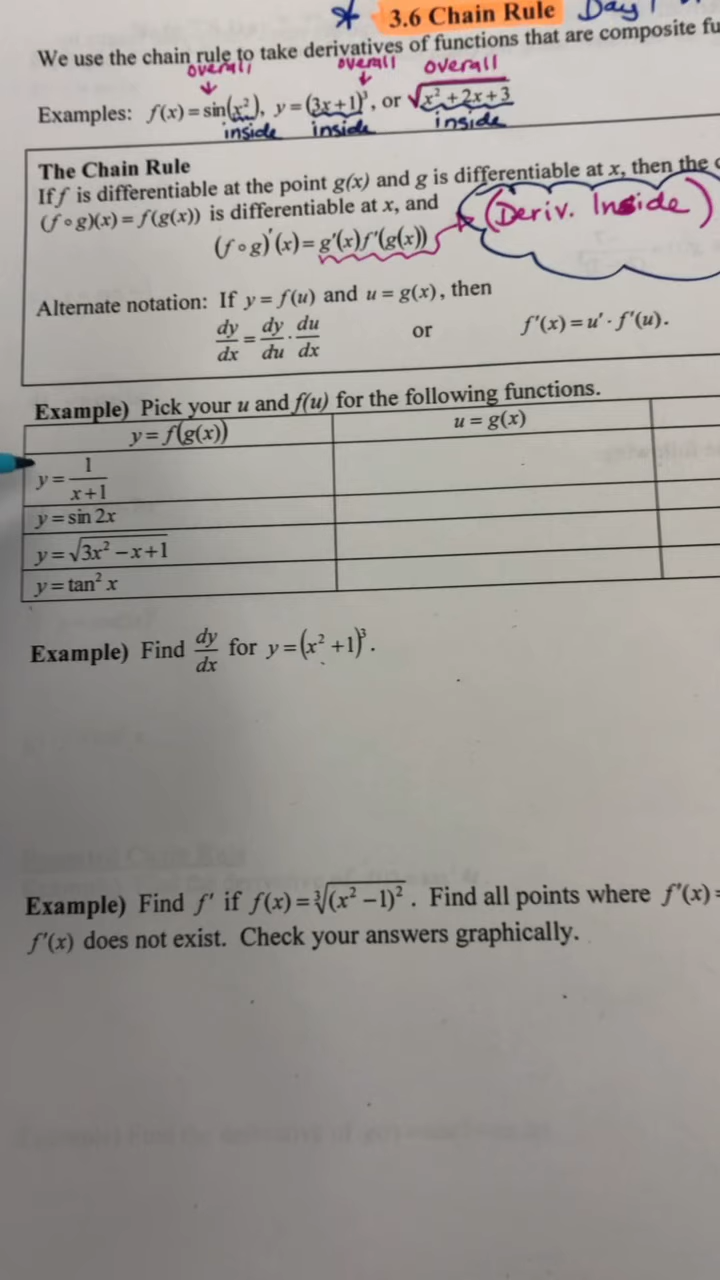 * 3.6 Chain Rule Day 1
We use the chain rule to take derivatives of functions that are composite fu
overall overall overall
Examples: f(x) = sin(x²), y = (3x+1)³, or √x²+2x+3
inside inside inside
The Chain Rule
If f is differentiable at the point g(x) and g is differentiable at x, then the c
(f∘g)(x) = f(g(x)) is differentiable at x, and
(Deriv. Inside)
(f∘g)'(x) = g'(x)f'(g(x))
Alternate notation: If y = f(u) and u = g(x), then
dy/dx = dy/du · du/dx or f'(x) = u' · f'(u).
Example) Pick your u and f(u) for the following functions.
y = f(g(x)) u = g(x)
y = 1/x+1
y = sin 2x
y = √3x² − x + 1
y = tan² x
Example) Find dy/dx for y = (x² + 1)³.
Example) Find f' if f(x) = ∛(x² − 1)². Find all points where f'(x) =
f'(x) does not exist. Check your answers graphically.